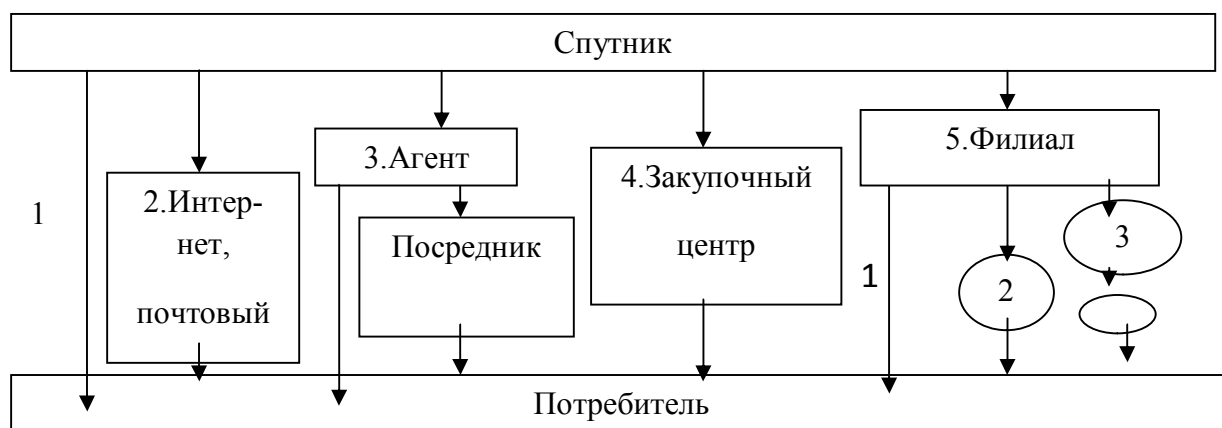 Спутник
1
2.Интер-
нет,
почтовый
3.Агент
Посредник
4.Закупочный
центр
5.Филиал
1
2
3
Потребитель